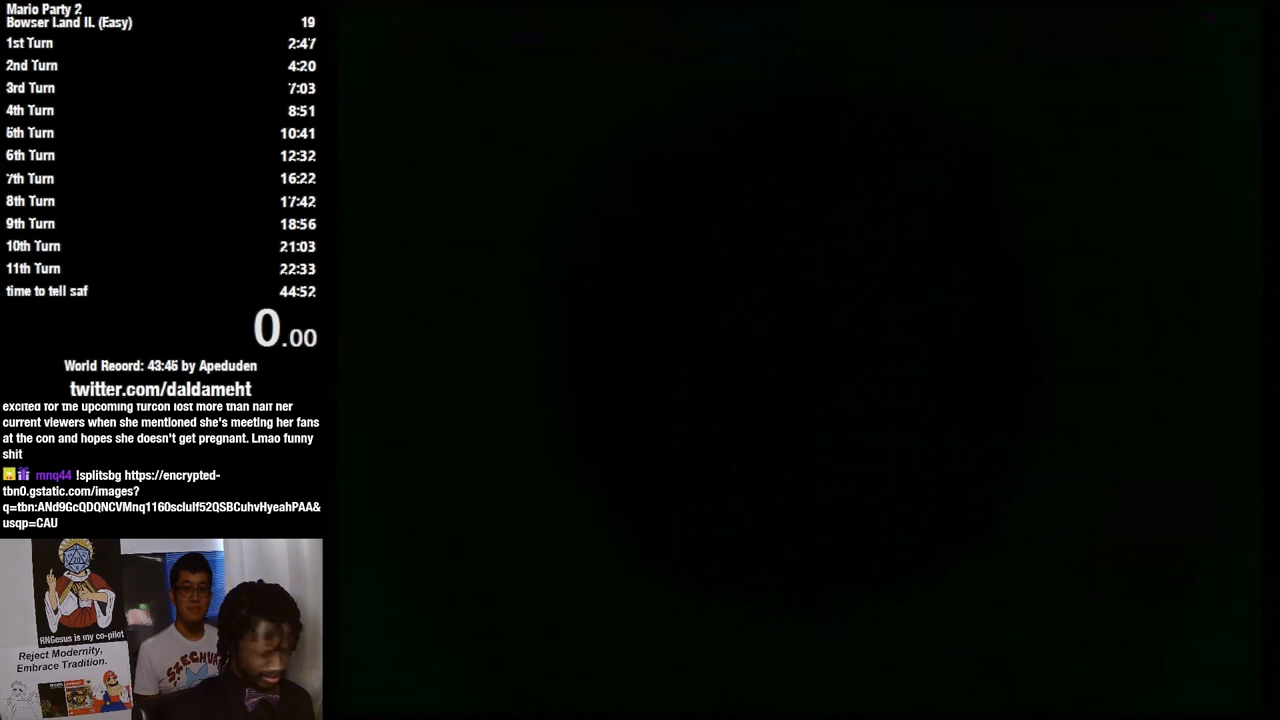 Mario Party 2
Bowser Land IL (Easy) 19
1st Turn 2:47
2nd Turn 4:20
3rd Turn 7:03
4th Turn 8:51
5th Turn 10:41
6th Turn 12:32
7th Turn 16:22
8th Turn 17:42
9th Turn 18:56
10th Turn 21:03
11th Turn 22:33
time to tell saf 44:52
0.00
World Record: 43:45 by Apeduden
twitter.com/daldameht
excited for the upcoming furcon lost more than half her
current viewers when she mentioned she's meeting her fans
at the con and hopes she doesn't get pregnant. Lmao funny
shit
mnq44 !splitsbg https://encrypted-
tbn0.gstatic.com/images?
q=tbn:ANd9GcQDQNCVMnq1160sclulf52QSBCuhvHyeahPAA&
usqp=CAU
RNGesus is my co-pilot
Reject Modernity,
Embrace Tradition.